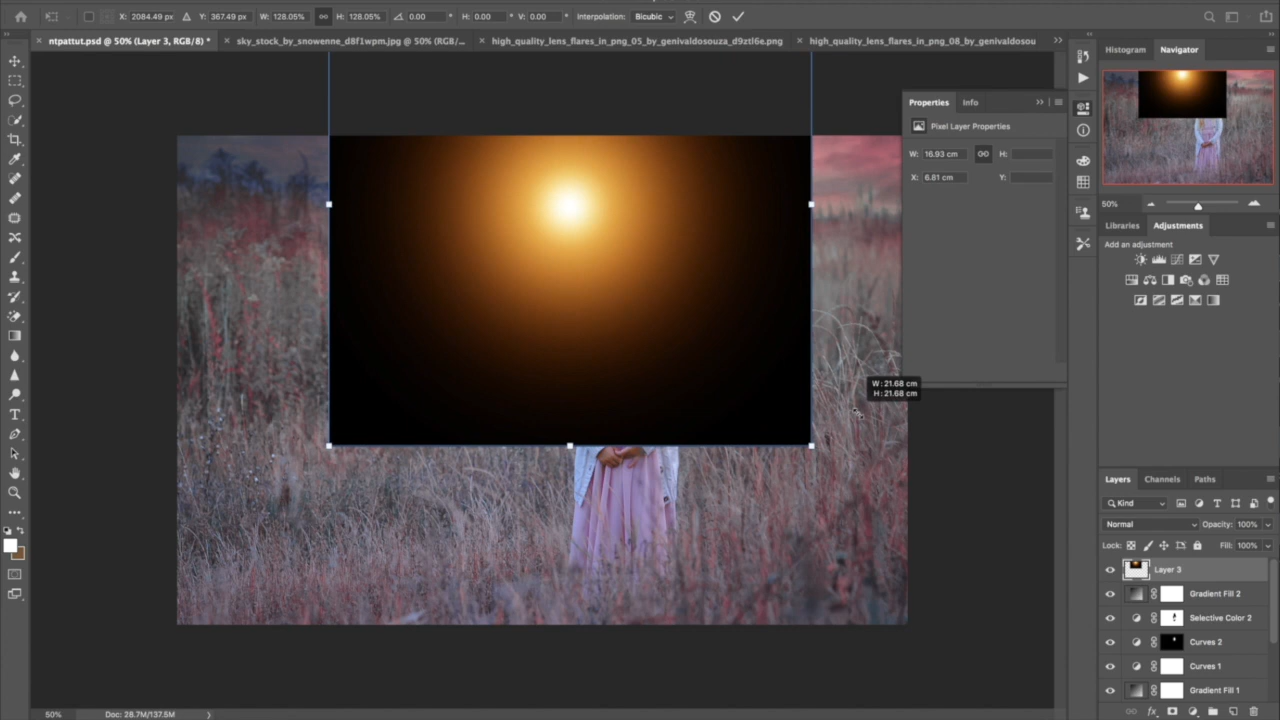 X: 2084.49 px Y: 367.49 px W: 128.05% H: 128.05% 0.00 ° H: 0.00 ° V: 0.00 ° Interpolation: Bicubic
× ntpattut.psd @ 50% (Layer 3, RGB/8) * × sky_stock_by_snowenne_d8f1wpm.jpg @ 50% (RGB/... × high_quality_lens_flares_in_png_05_by_genivaldosouza_d9ztl6e.png × high_quality_lens_flares_in_png_08_by_genivaldosou
Histogram Navigator
Properties Info
Pixel Layer Properties
W: 16.93 cm H:
X: 6.81 cm Y:
50%
Libraries Adjustments
Add an adjustment
W: 21.68 cm
H: 21.68 cm
Layers Channels Paths
Kind
Normal Opacity: 100%
Lock: Fill: 100%
Layer 3
Gradient Fill 2
Selective Color 2
Curves 2
Curves 1
Gradient Fill 1
50% Doc: 28.7M/137.5M